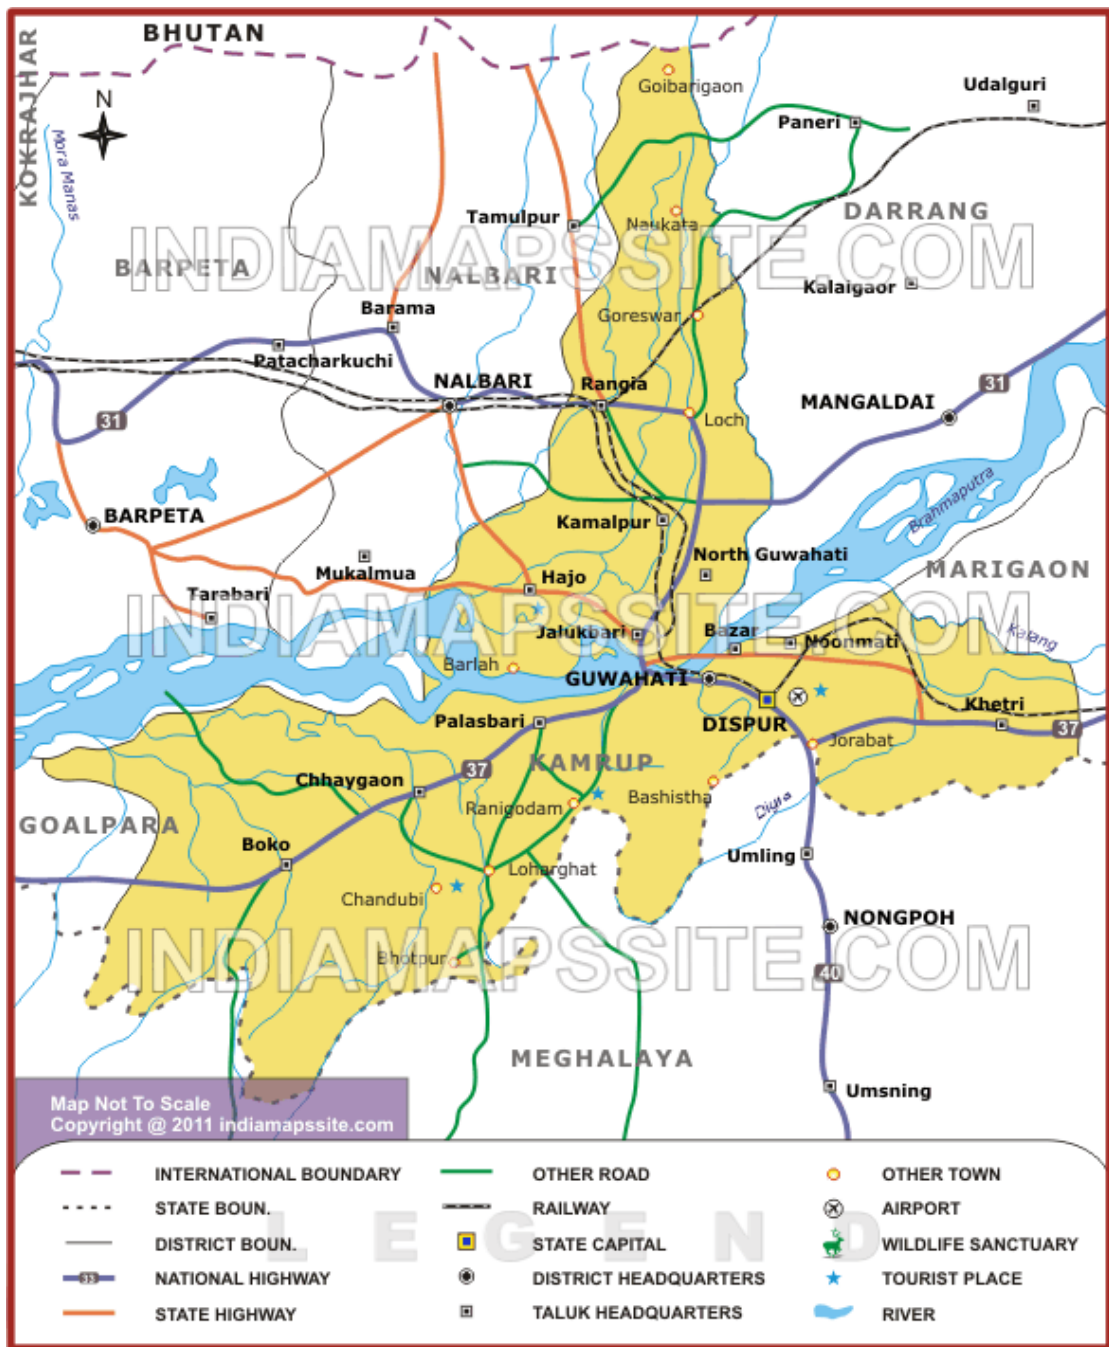 BHUTAN
KOKRAJHAR
N
Mora Manas
Goibarigaon
Udalguri
Paneri
Tamulpur
Naukata
DARRANG
INDIAMAPSSITE.COM
BARPETA
NALBARI
Kalaigaor
Barama
Goreswar
Patacharkuchi
NALBARI
Rangia
31
MANGALDAI
31
Loch
BARPETA
Kamalpur
Brahmaputra
North Guwahati
Mukalmua
Hajo
MARIGAON
Tarabari
INDIAMAPSSITE.COM
Jalukbari
Bazar
Noonmati
Kalang
Barlah
GUWAHATI
Palasbari
DISPUR
Khetri
37
Jorabat
KAMRUP
37
Chhaygaon
Ranigodam
Bashistha
Diura
GOALPARA
Boko
Umling
Loharghat
Chandubi
NONGPOH
INDIAMAPSSITE.COM
Bhotpur
40
MEGHALAYA
Umsning
Map Not To Scale
Copyright @ 2011 indiamapssite.com
LEGEND
INTERNATIONAL BOUNDARY
STATE BOUN.
DISTRICT BOUN.
33
NATIONAL HIGHWAY
STATE HIGHWAY
OTHER ROAD
RAILWAY
STATE CAPITAL
DISTRICT HEADQUARTERS
TALUK HEADQUARTERS
OTHER TOWN
AIRPORT
WILDLIFE SANCTUARY
TOURIST PLACE
RIVER